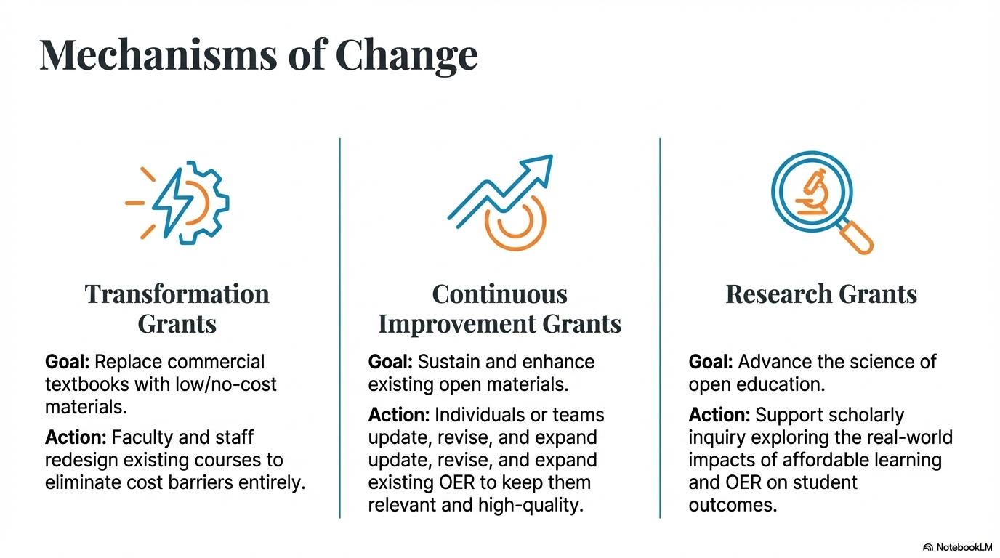 Mechanisms of Change
Transformation
Grants
Goal: Replace commercial
textbooks with low/no-cost
materials.
Action: Faculty and staff
redesign existing courses to
eliminate cost barriers entirely.
Continuous
Improvement Grants
Goal: Sustain and enhance
existing open materials.
Action: Individuals or teams
update, revise, and expand
update, revise, and expand
existing OER to keep them
relevant and high-quality.
Research Grants
Goal: Advance the science of
open education.
Action: Support scholarly
inquiry exploring the real-world
impacts of affordable learning
and OER on student
outcomes.
NotebookLM